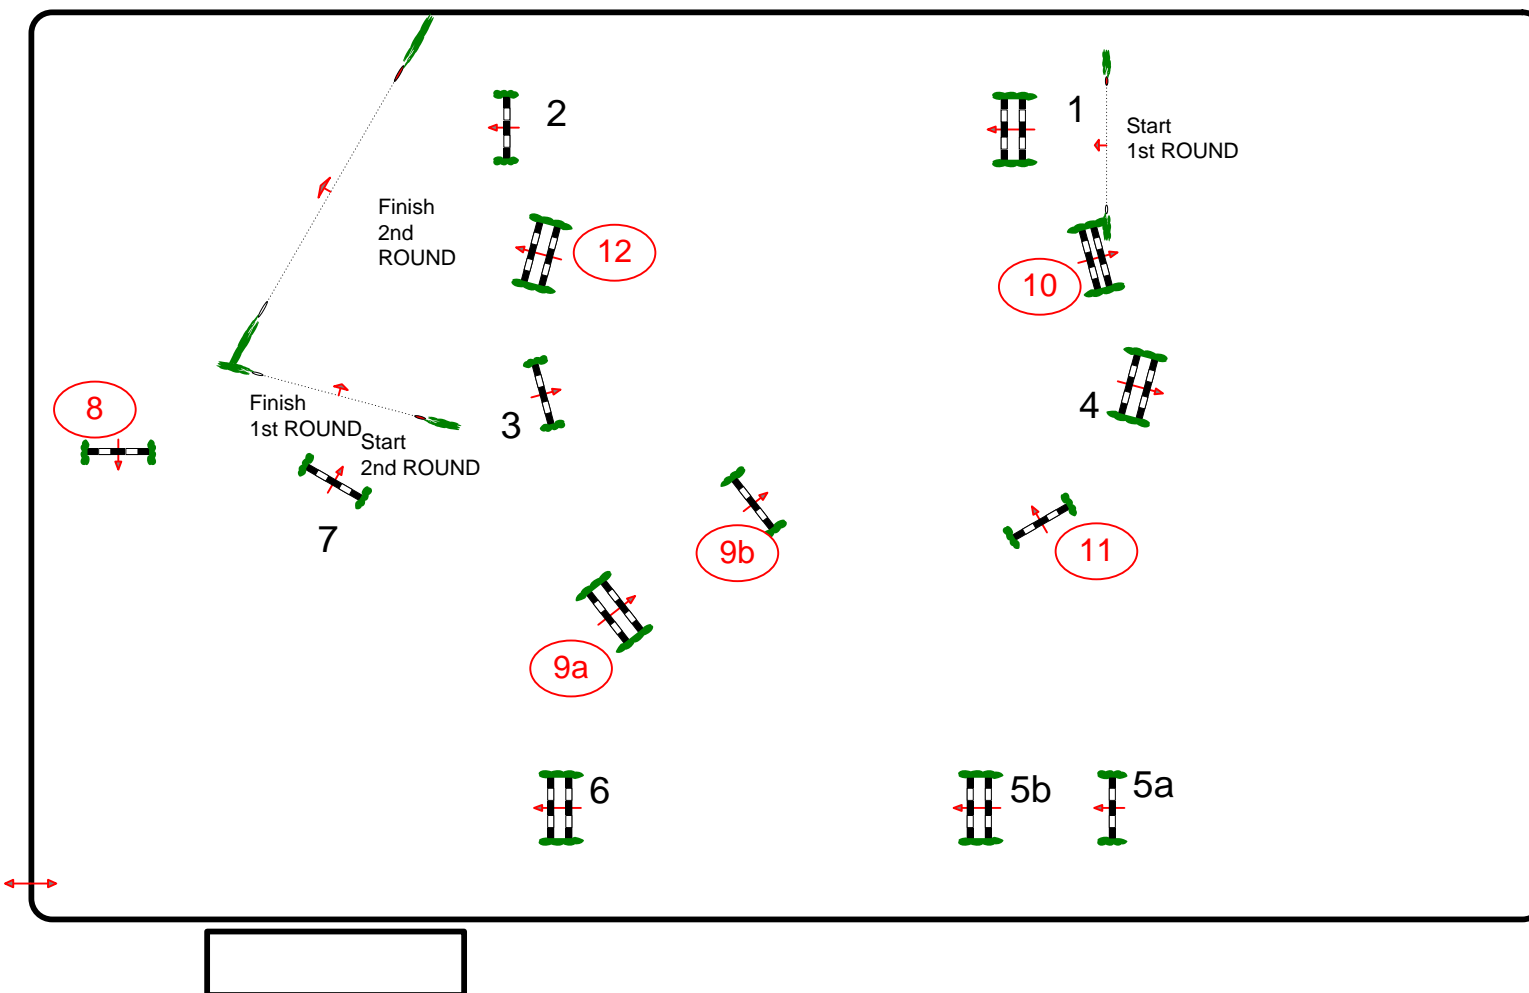 2
1
Start
1st ROUND
Finish
2nd
ROUND
12
10
8
Finish
1st ROUND
Start
2nd ROUND
3
4
7
9b
11
9a
6
5b
5a